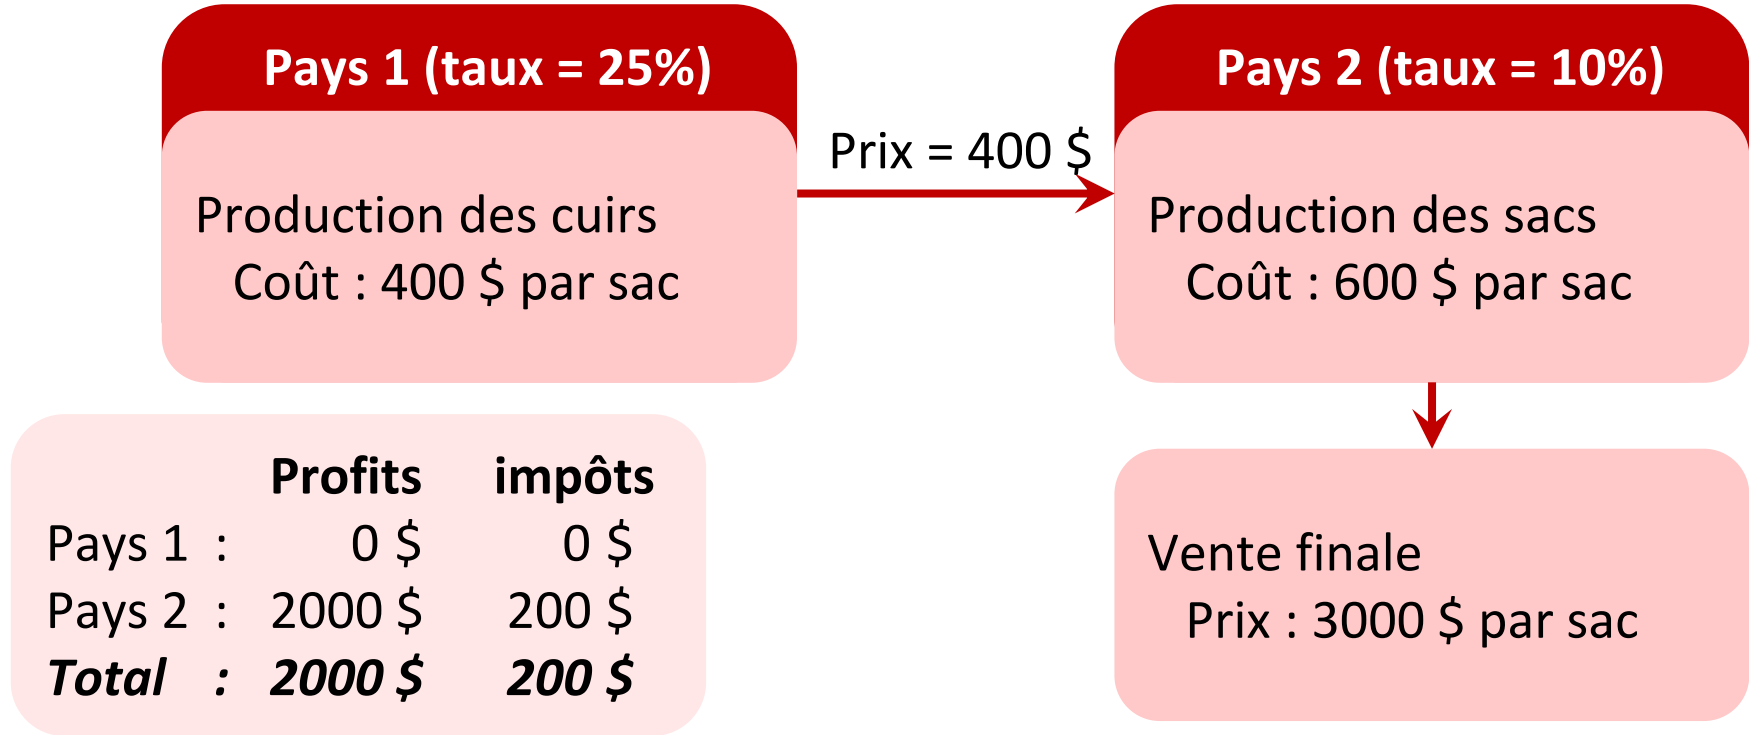 Pays 1 (taux = 25%)
Production des cuirs
Coût : 400 $ par sac
Prix = 400 $
Pays 2 (taux = 10%)
Production des sacs
Coût : 600 $ par sac
Vente finale
Prix : 3000 $ par sac
Profits impôts
Pays 1 : 0 $ 0 $
Pays 2 : 2000 $ 200 $
Total : 2000 $ 200 $